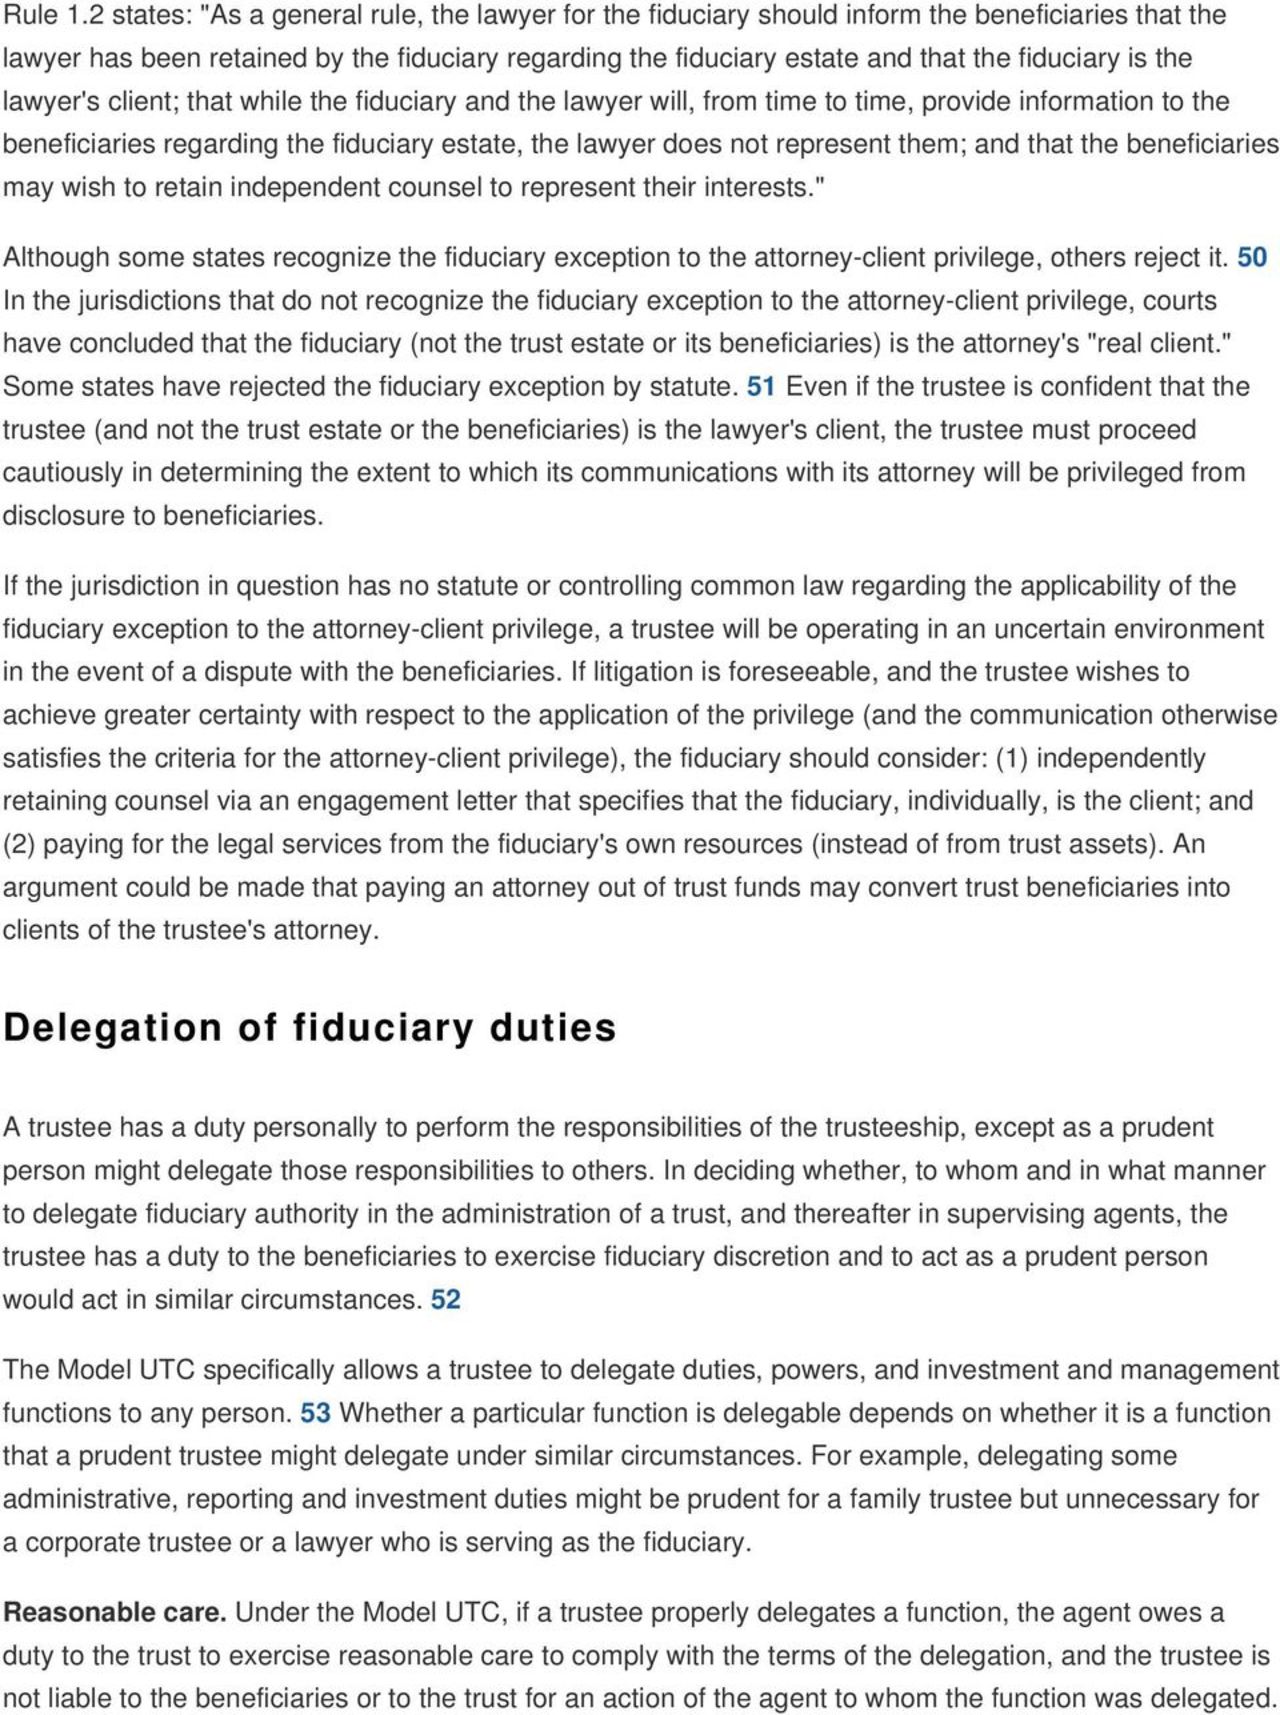 Rule 1.2 states: "As a general rule, the lawyer for the fiduciary should inform the beneficiaries that the
lawyer has been retained by the fiduciary regarding the fiduciary estate and that the fiduciary is the
lawyer's client; that while the fiduciary and the lawyer will, from time to time, provide information to the
beneficiaries regarding the fiduciary estate, the lawyer does not represent them; and that the beneficiaries
may wish to retain independent counsel to represent their interests."
Although some states recognize the fiduciary exception to the attorney-client privilege, others reject it. 50
In the jurisdictions that do not recognize the fiduciary exception to the attorney-client privilege, courts
have concluded that the fiduciary (not the trust estate or its beneficiaries) is the attorney's "real client."
Some states have rejected the fiduciary exception by statute. 51 Even if the trustee is confident that the
trustee (and not the trust estate or the beneficiaries) is the lawyer's client, the trustee must proceed
cautiously in determining the extent to which its communications with its attorney will be privileged from
disclosure to beneficiaries.
If the jurisdiction in question has no statute or controlling common law regarding the applicability of the
fiduciary exception to the attorney-client privilege, a trustee will be operating in an uncertain environment
in the event of a dispute with the beneficiaries. If litigation is foreseeable, and the trustee wishes to
achieve greater certainty with respect to the application of the privilege (and the communication otherwise
satisfies the criteria for the attorney-client privilege), the fiduciary should consider: (1) independently
retaining counsel via an engagement letter that specifies that the fiduciary, individually, is the client; and
(2) paying for the legal services from the fiduciary's own resources (instead of from trust assets). An
argument could be made that paying an attorney out of trust funds may convert trust beneficiaries into
clients of the trustee's attorney.
Delegation of fiduciary duties
A trustee has a duty personally to perform the responsibilities of the trusteeship, except as a prudent
person might delegate those responsibilities to others. In deciding whether, to whom and in what manner
to delegate fiduciary authority in the administration of a trust, and thereafter in supervising agents, the
trustee has a duty to the beneficiaries to exercise fiduciary discretion and to act as a prudent person
would act in similar circumstances. 52
The Model UTC specifically allows a trustee to delegate duties, powers, and investment and management
functions to any person. 53 Whether a particular function is delegable depends on whether it is a function
that a prudent trustee might delegate under similar circumstances. For example, delegating some
administrative, reporting and investment duties might be prudent for a family trustee but unnecessary for
a corporate trustee or a lawyer who is serving as the fiduciary.
Reasonable care. Under the Model UTC, if a trustee properly delegates a function, the agent owes a
duty to the trust to exercise reasonable care to comply with the terms of the delegation, and the trustee is
not liable to the beneficiaries or to the trust for an action of the agent to whom the function was delegated.